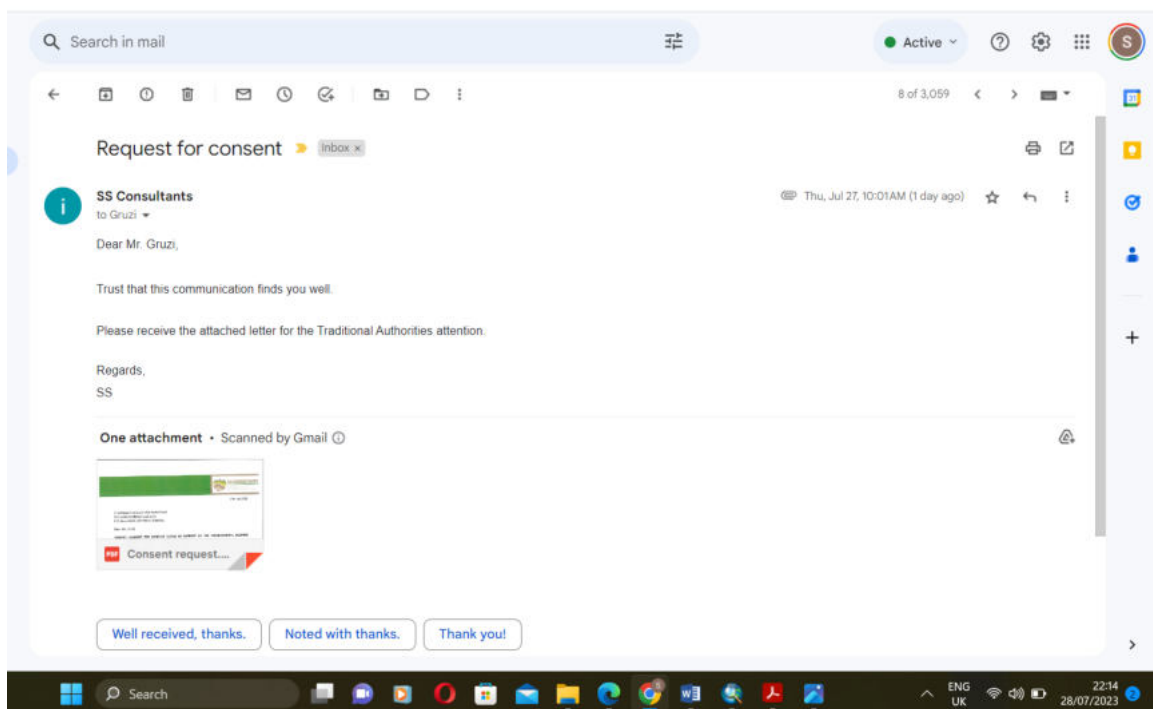 Search in mail
Active
S
8 of 3,059
Request for consent Inbox ×
SS Consultants
Thu, Jul 27, 10:01AM (1 day ago)
i
to Gruzi
Dear Mr. Gruzi,
Trust that this communication finds you well.
Please receive the attached letter for the Traditional Authorities attention.
Regards,
SS
One attachment • Scanned by Gmail
PDF Consent request....
Well received, thanks.
Noted with thanks.
Thank you!
Search
ENG
UK
22:14
28/07/2023
2